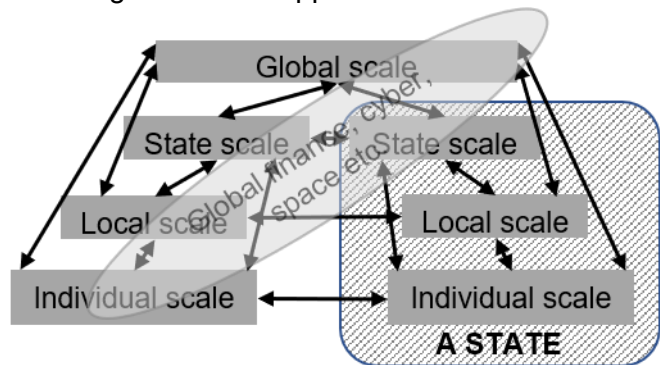 Global scale
Global finance, cyber,
space etc.
State scale
State scale
Local scale
Local scale
Individual scale
Individual scale
A STATE